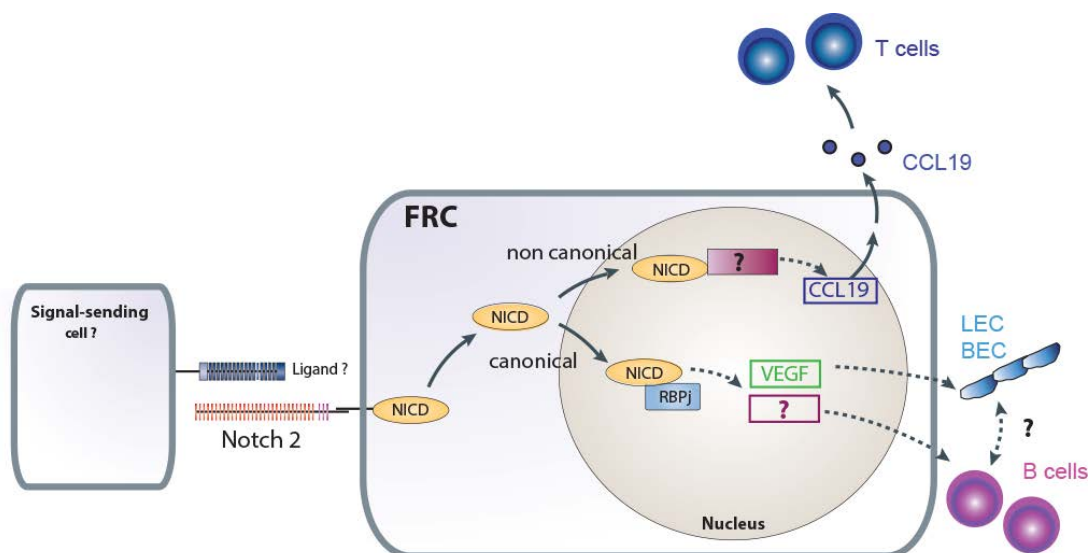 T cells
CCL19
FRC
non canonical
NICD
?
CCL19
Signal-sending
cell ?
Ligand ?
NICD
canonical
LEC
BEC
NICD
RBPj
VEGF
?
NICD
Notch 2
?
B cells
Nucleus